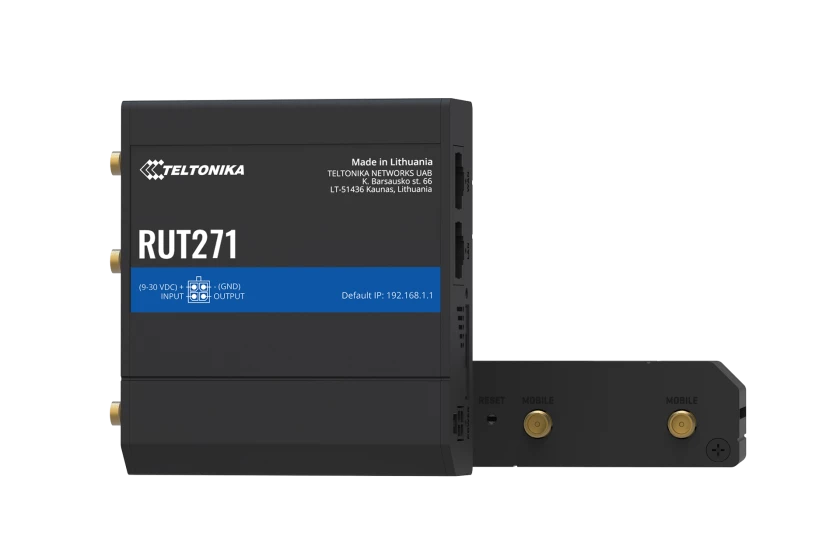 TELTONIKA
Made in Lithuania
TELTONIKA NETWORKS UAB
K. Barsausko st. 66
LT-51436 Kaunas, Lithuania
RUT271
(9-30 VDC) + - (GND)
INPUT OUTPUT
Default IP: 192.168.1.1
RESET MOBILE MOBILE